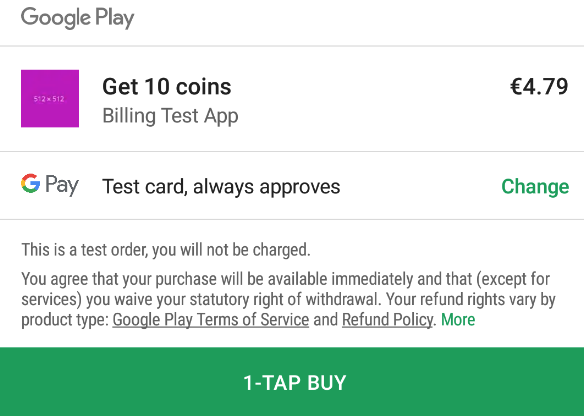 Google Play
512×512
Get 10 coins
€4.79
Billing Test App
G Pay
Test card, always approves
Change
This is a test order, you will not be charged.
You agree that your purchase will be available immediately and that (except for
services) you waive your statutory right of withdrawal. Your refund rights vary by
product type: Google Play Terms of Service and Refund Policy. More
1-TAP BUY